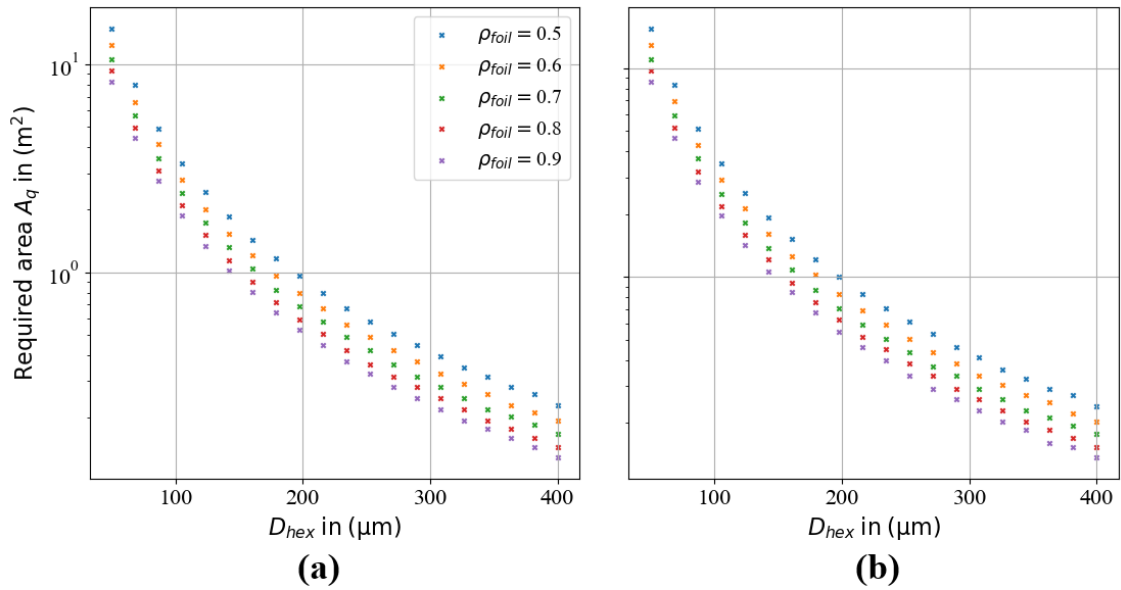 Required area A_q in (m²)
10¹
10⁰
ρ_foil = 0.5
ρ_foil = 0.6
ρ_foil = 0.7
ρ_foil = 0.8
ρ_foil = 0.9
100 200 300 400
100 200 300 400
D_hex in (μm)
D_hex in (μm)
(a)
(b)